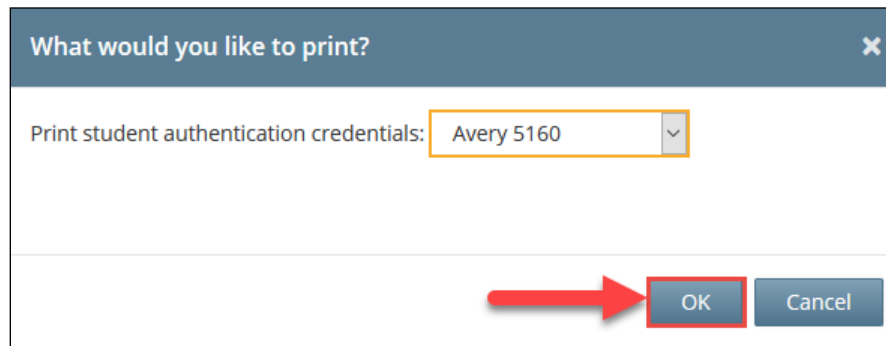 What would you like to print?
Print student authentication credentials: Avery 5160
OK Cancel